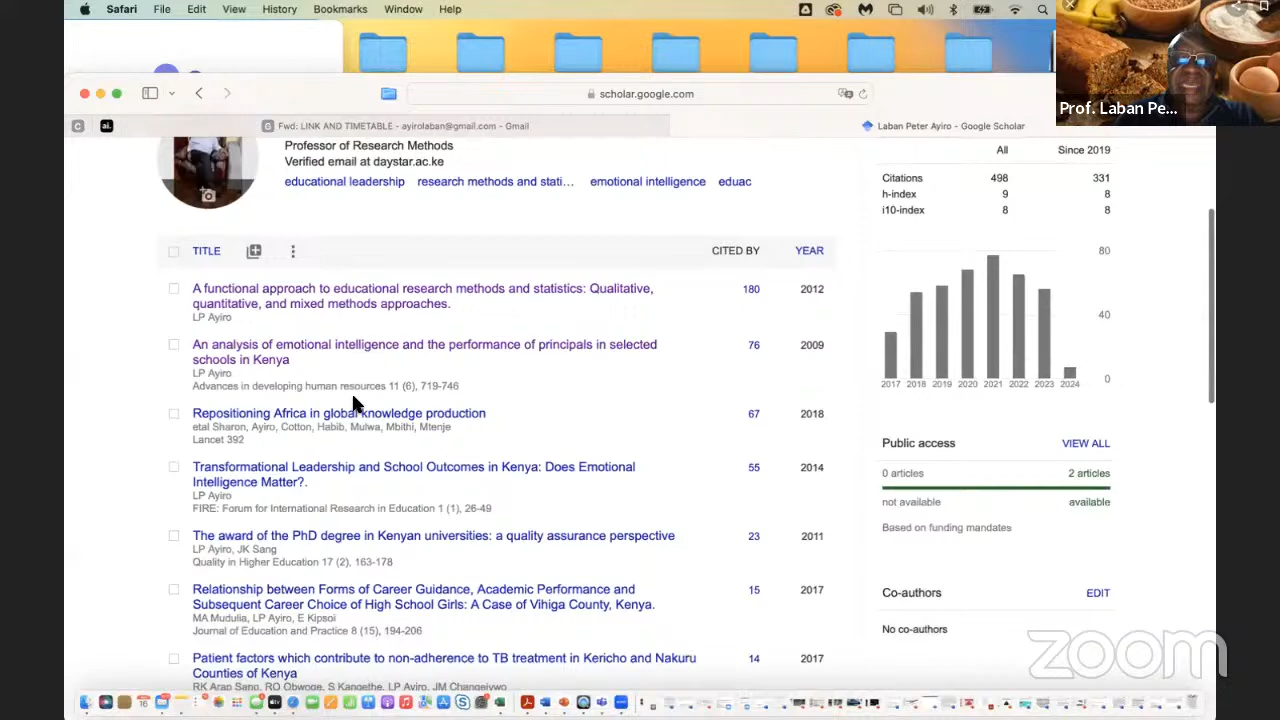 Safari File Edit View History Bookmarks Window Help
Prof. Laban Pe...
scholar.google.com
Fwd: LINK AND TIMETABLE - ayirolaban@gmail.com - Gmail
Laban Peter Ayiro - Google Scholar
Professor of Research Methods
Verified email at daystar.ac.ke
educational leadership research methods and stati... emotional intelligence eduac
TITLE CITED BY YEAR
A functional approach to educational research methods and statistics: Qualitative, 180 2012
quantitative, and mixed methods approaches.
LP Ayiro
An analysis of emotional intelligence and the performance of principals in selected 76 2009
schools in Kenya
LP Ayiro
Advances in developing human resources 11 (6), 719-746
Repositioning Africa in global knowledge production 67 2018
etal Sharon, Ayiro, Cotton, Habib, Mulwa, Mbithi, Mtenje
Lancet 392
Transformational Leadership and School Outcomes in Kenya: Does Emotional 55 2014
Intelligence Matter?.
LP Ayiro
FIRE: Forum for International Research in Education 1 (1), 26-49
The award of the PhD degree in Kenyan universities: a quality assurance perspective 23 2011
LP Ayiro, JK Sang
Quality in Higher Education 17 (2), 163-178
Relationship between Forms of Career Guidance, Academic Performance and 15 2017
Subsequent Career Choice of High School Girls: A Case of Vihiga County, Kenya.
MA Mudulia, LP Ayiro, E Kipsoi
Journal of Education and Practice 8 (15), 194-206
Patient factors which contribute to non-adherence to TB treatment in Kericho and Nakuru 14 2017
Counties of Kenya
RK Arap Sang, RO Obwoge, S Kangethe, LP Ayiro, JM Changeiywo
All Since 2019
Citations 498 331
h-index 9 8
i10-index 8 8
80
40
0
2017 2018 2019 2020 2021 2022 2023 2024
Public access VIEW ALL
0 articles 2 articles
not available available
Based on funding mandates
Co-authors EDIT
No co-authors
zoom